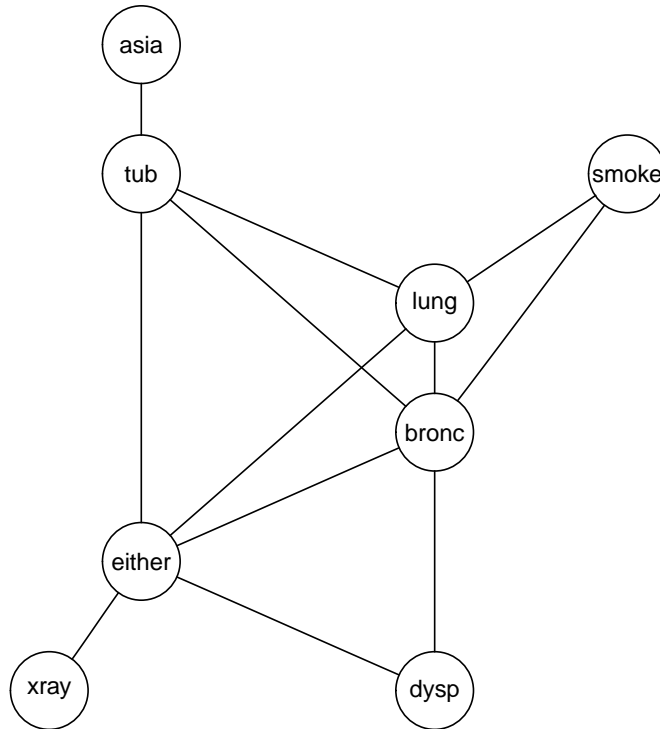 asia
tub
smoke
lung
bronc
either
xray
dysp